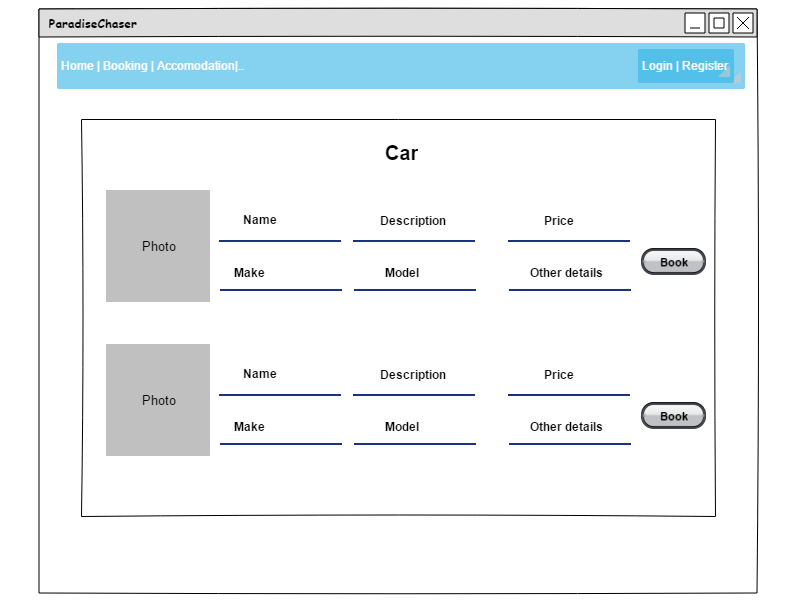 ParadiseChaser
Home | Booking | Accomodation|..
Login | Register
Car
Photo
Name Description Price
Make Model Other details
Book
Photo
Name Description Price
Make Model Other details
Book